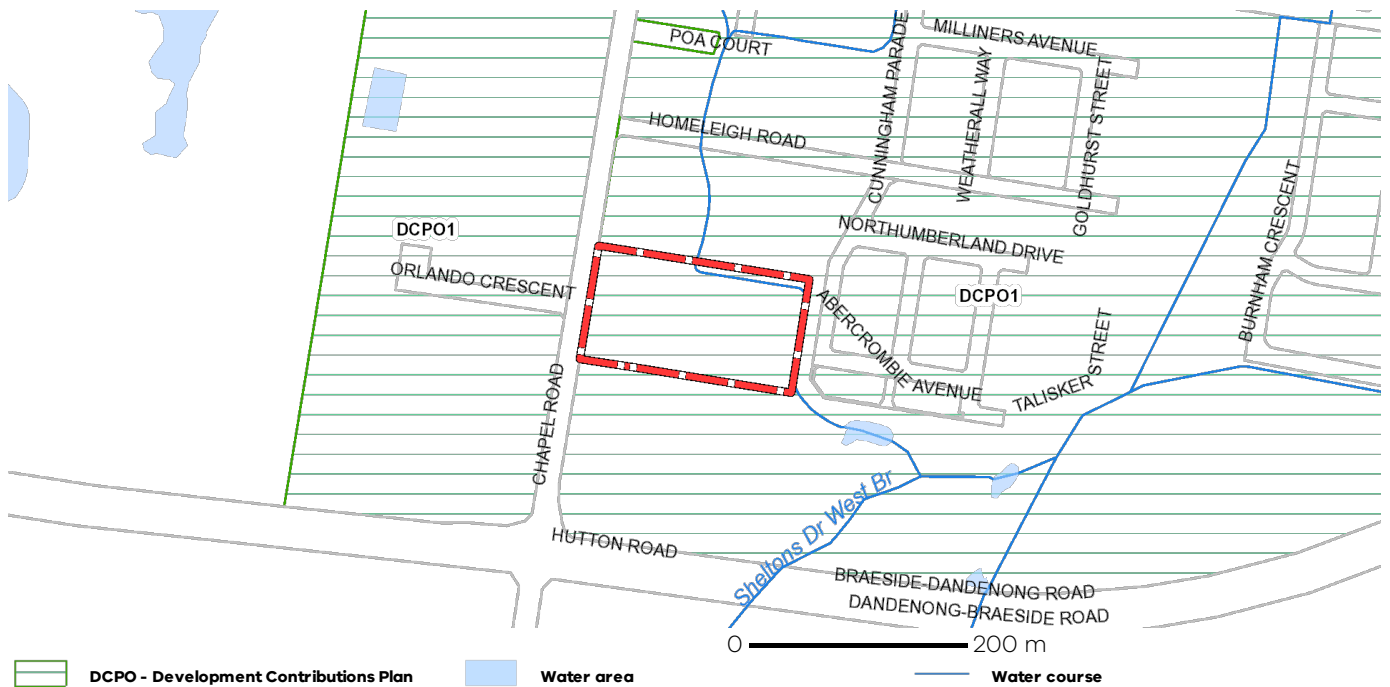 MILLINERS AVENUE
POA COURT
CUNNINGHAM PARADE
WEATHERALL WAY
GOLDHURST STREET
HOMELEIGH ROAD
BURNHAM CRESCENT
NORTHUMBERLAND DRIVE
DCPO1
ORLANDO CRESCENT
DCPO1
ABERCROMBIE AVENUE
TALISKER STREET
CHAPEL ROAD
Sheltons Dr West Br
HUTTON ROAD
BRAESIDE-DANDENONG ROAD
DANDENONG-BRAESIDE ROAD
0 200 m
DCPO - Development Contributions Plan
Water area
Water course